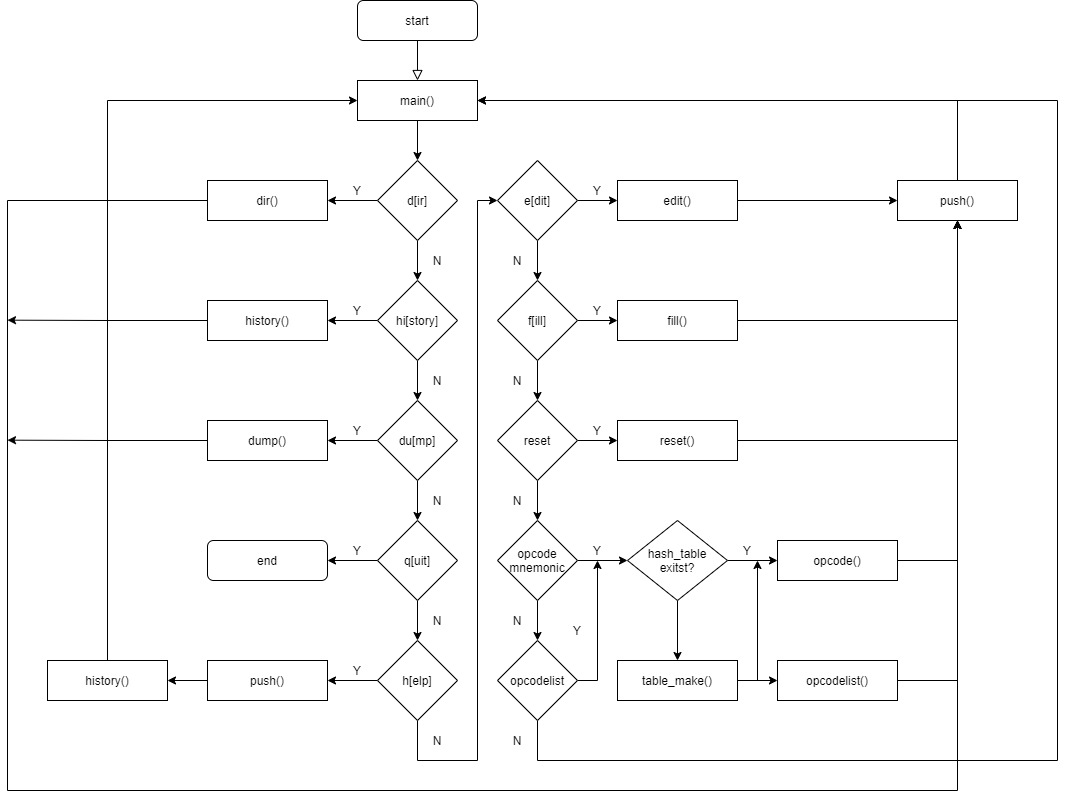 start
main()
dir()
Y
d[ir]
e[dit]
Y
edit()
push()
N
N
history()
Y
hi[story]
f[ill]
Y
fill()
N
N
dump()
Y
du[mp]
reset
Y
reset()
N
N
end
Y
q[uit]
opcode
mnemonic
Y
hash_table
exitst?
Y
opcode()
N
N
Y
history()
push()
Y
h[elp]
opcodelist
table_make()
opcodelist()
N
N